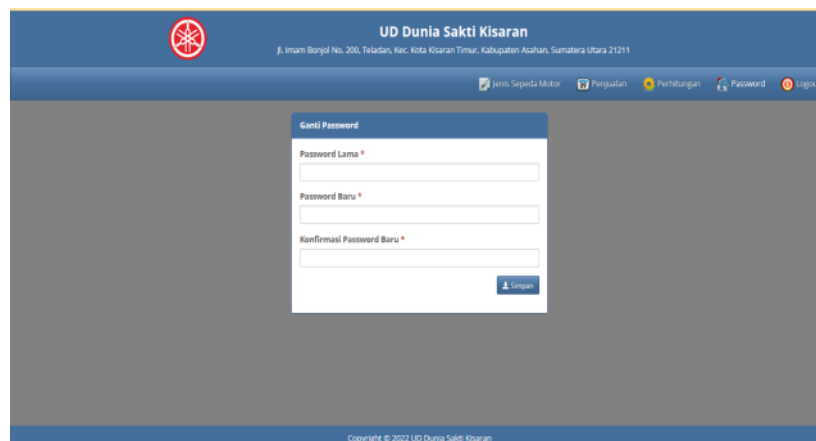 UD Dunia Sakti Kisaran
Jl. Imam Bonjol No. 200, Teladan, Kec. Kota Kisaran Timur, Kabupaten Asahan, Sumatera Utara 21211
Jenis Sepeda Motor Penjualan Perhitungan Password Logou
Ganti Password
Password Lama *
Password Baru *
Konfirmasi Password Baru *
Simpan
Copyright © 2022 UD Dunia Sakti Kisaran